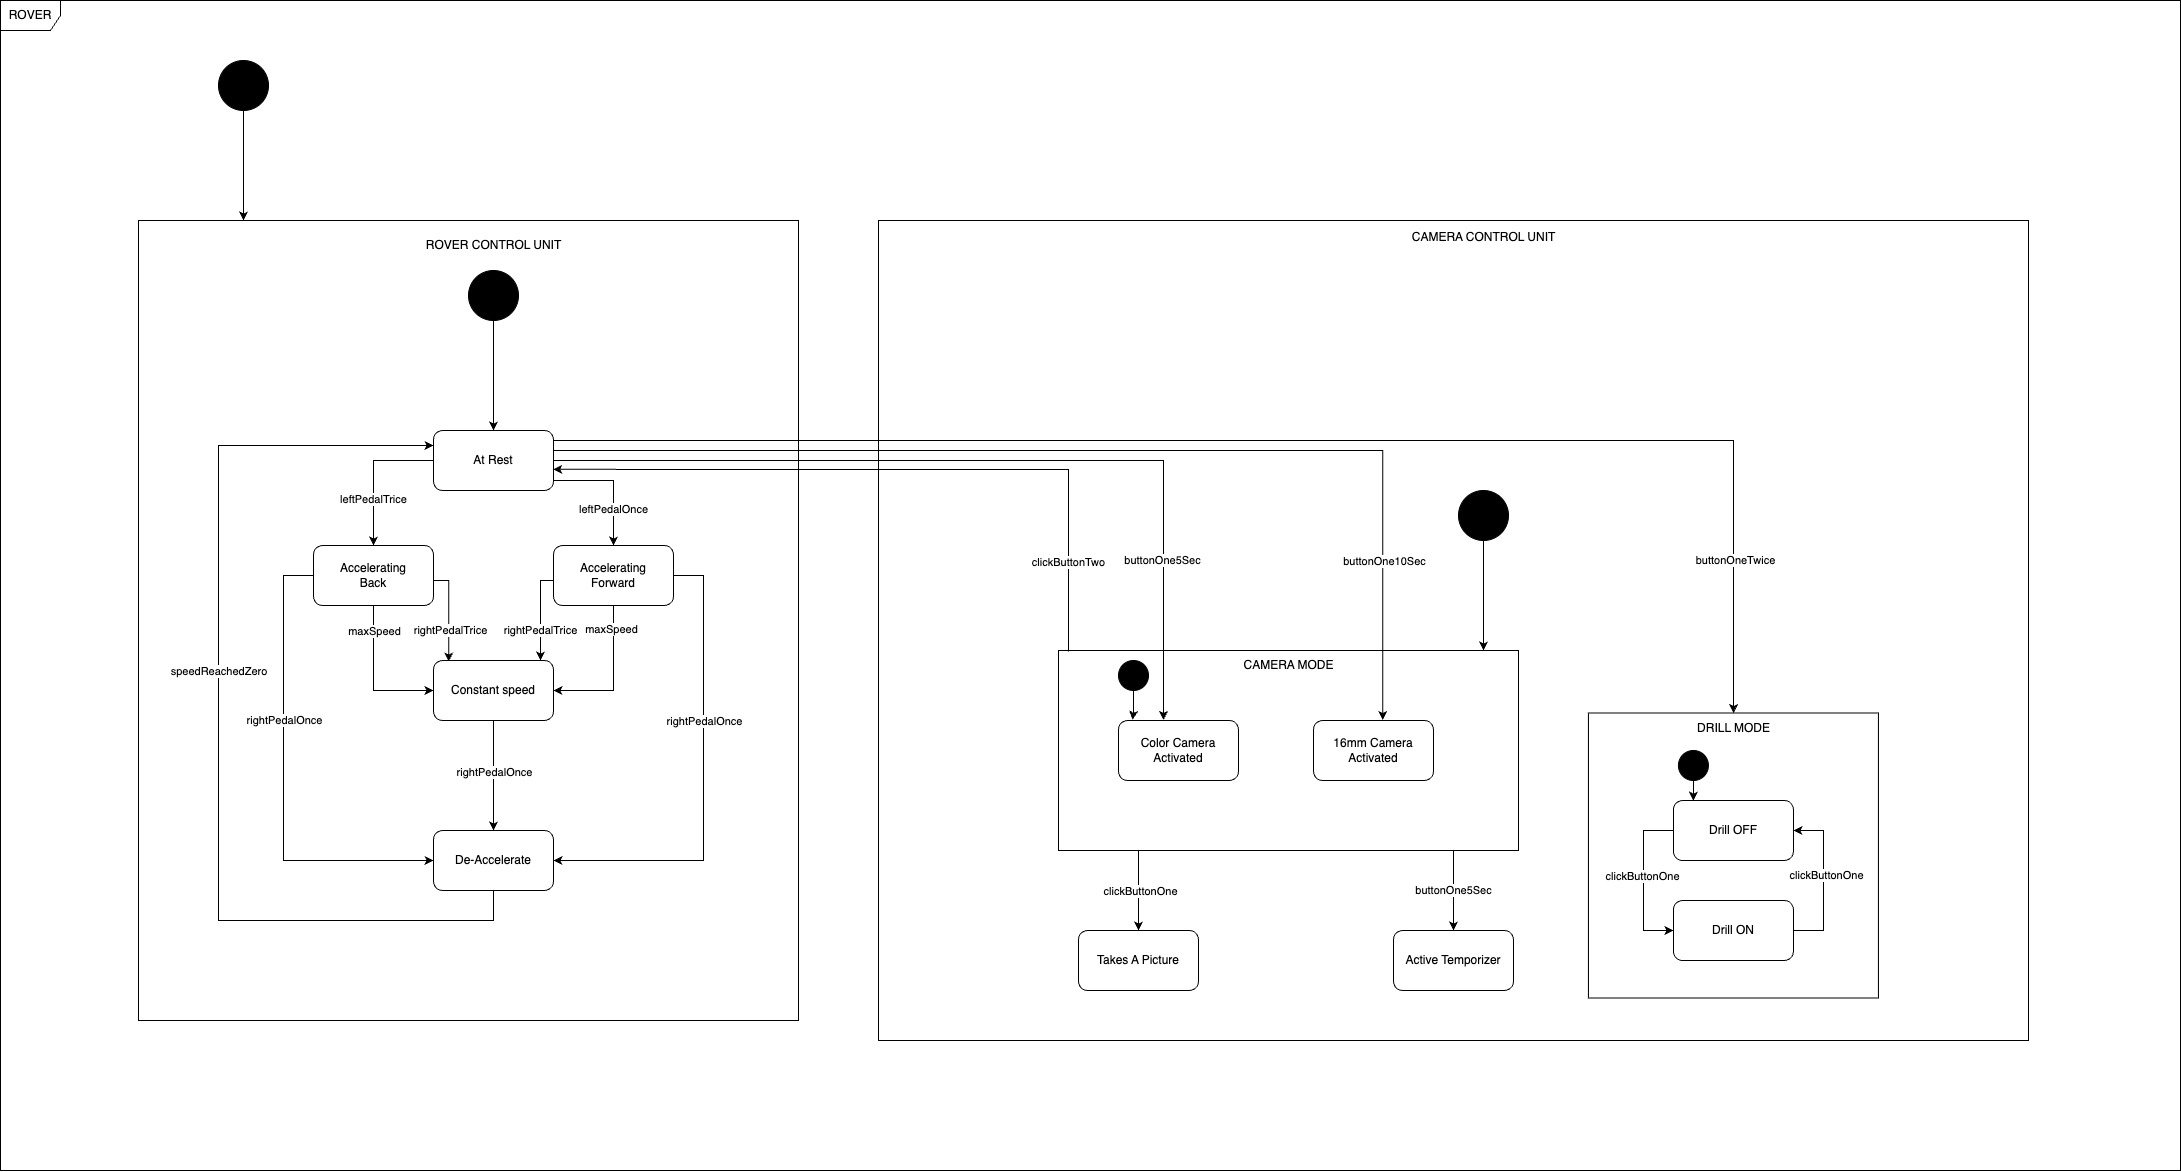 ROVER
ROVER CONTROL UNIT
CAMERA CONTROL UNIT
At Rest
leftPedalTrice
leftPedalOnce
clickButtonTwo
buttonOne5Sec
buttonOne10Sec
buttonOneTwice
Accelerating
Back
Accelerating
Forward
maxSpeed
rightPedalTrice
rightPedalTrice
maxSpeed
speedReachedZero
Constant speed
rightPedalOnce
rightPedalOnce
rightPedalOnce
De-Accelerate
CAMERA MODE
Color Camera
Activated
16mm Camera
Activated
clickButtonOne
buttonOne5Sec
Takes A Picture
Active Temporizer
DRILL MODE
Drill OFF
clickButtonOne
clickButtonOne
Drill ON